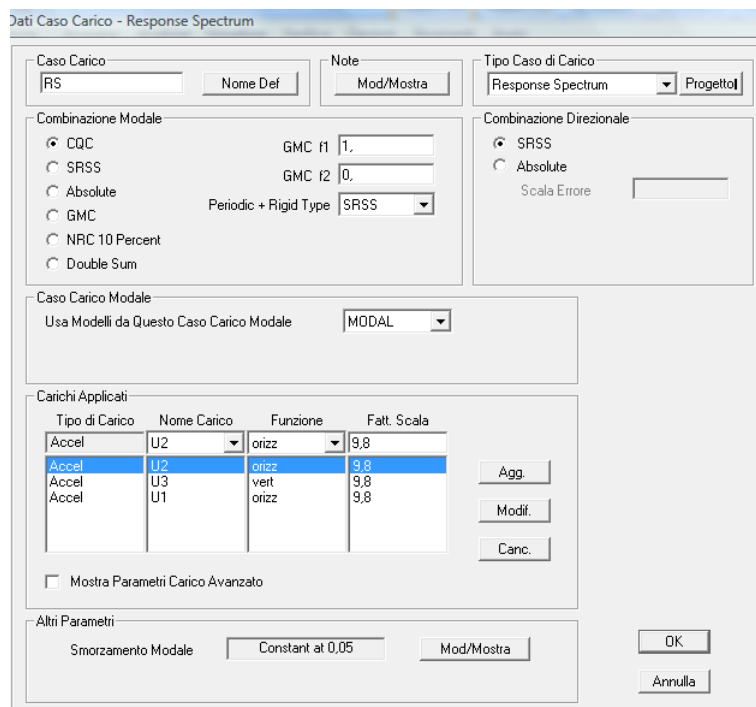 Dati Caso Carico - Response Spectrum
Caso Carico
RS
Nome Def
Note
Mod/Mostra
Tipo Caso di Carico
Response Spectrum
Progetto
Combinazione Modale
CQC
SRSS
Absolute
GMC
NRC 10 Percent
Double Sum
GMC f1 1,
GMC f2 0,
Periodic + Rigid Type SRSS
Combinazione Direzionale
SRSS
Absolute
Scala Errore
Caso Carico Modale
Usa Modelli da Questo Caso Carico Modale MODAL
Carichi Applicati
Tipo di Carico Nome Carico Funzione Fatt. Scala
Accel U2 orizz 9,8
Accel U2 orizz 9,8
Accel U3 vert 9,8
Accel U1 orizz 9,8
Agg.
Modif.
Canc.
Mostra Parametri Carico Avanzato
Altri Parametri
Smorzamento Modale Constant at 0,05 Mod/Mostra
OK
Annulla